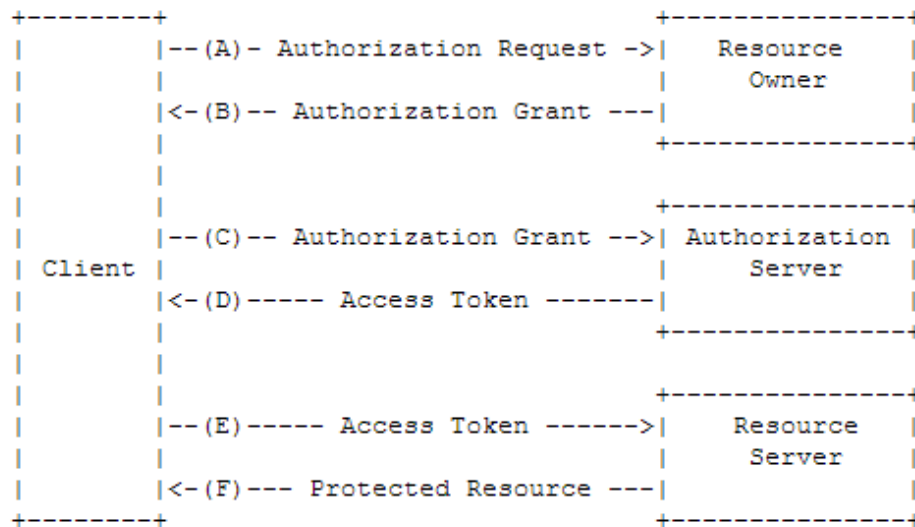 +--------+                               +---------------+
|        |--(A)- Authorization Request ->|   Resource    |
|        |                               |     Owner     |
|        |<-(B)-- Authorization Grant ---|               |
|        |                               +---------------+
|        |
|        |                               +---------------+
|        |--(C)-- Authorization Grant -->| Authorization |
| Client |                               |     Server    |
|        |<-(D)----- Access Token -------|               |
|        |                               +---------------+
|        |
|        |                               +---------------+
|        |--(E)----- Access Token ------>|    Resource   |
|        |                               |     Server    |
|        |<-(F)--- Protected Resource ---|               |
+--------+                               +---------------+